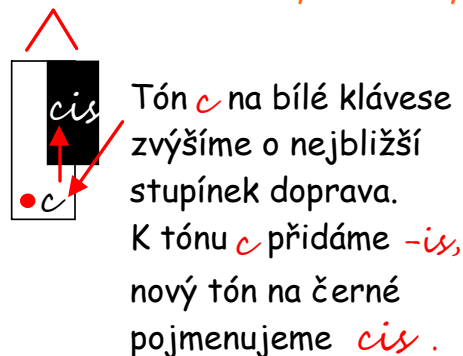 cis
c
Tón c na bílé klávese
zvýšíme o nejbližší
stupínek doprava.
K tónu c přidáme -is,
nový tón na černé
pojmenujeme cis .